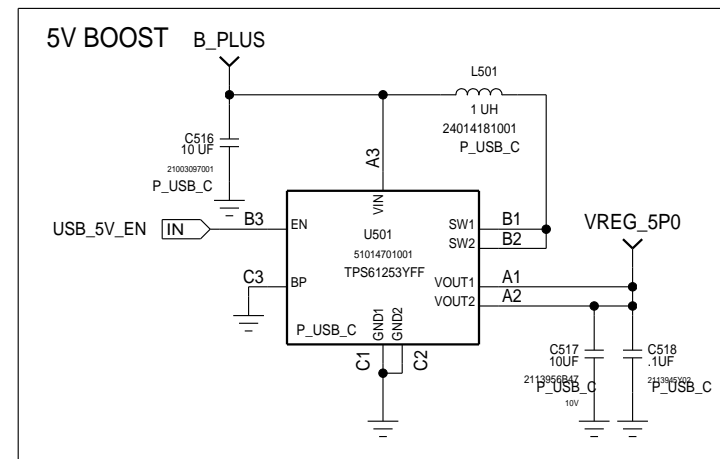 5V BOOST
B_PLUS
L501
1 UH
24014181001
P_USB_C
C516
10 UF
21003097001
P_USB_C
A3
VIN
USB_5V_EN
IN
B3
EN
U501
51014701001
TPS61253YFF
SW1
B1
SW2
B2
VREG_5P0
C3
BP
VOUT1
A1
VOUT2
A2
P_USB_C
GND1
GND2
C1
C2
C517
10UF
2113956B47
P_USB_C
10V
C518
.1UF
2113945Y02
P_USB_C